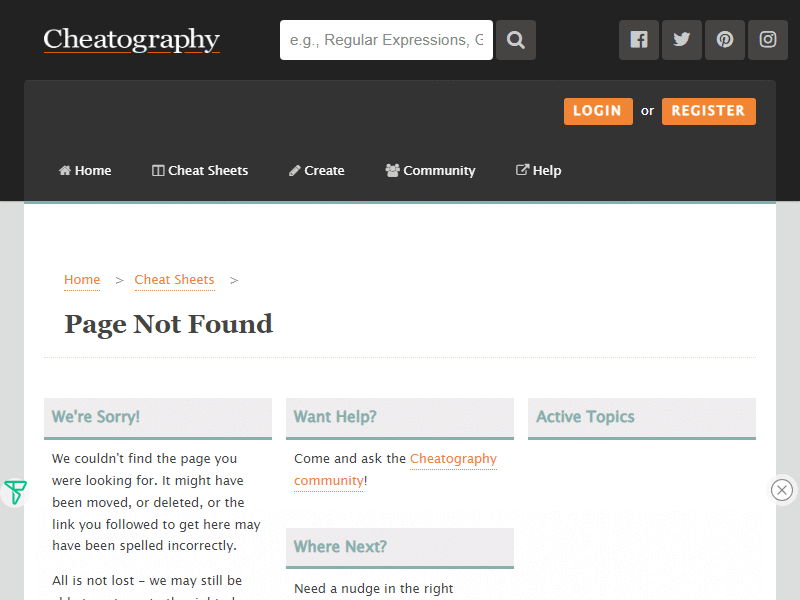 Cheatography
e.g., Regular Expressions, G
LOGIN or REGISTER
Home Cheat Sheets Create Community Help
Home > Cheat Sheets >
Page Not Found
We're Sorry!
We couldn't find the page you
were looking for. It might have
been moved, or deleted, or the
link you followed to get here may
have been spelled incorrectly.
All is not lost – we may still be
Want Help?
Come and ask the Cheatography
community!
Where Next?
Need a nudge in the right
Active Topics